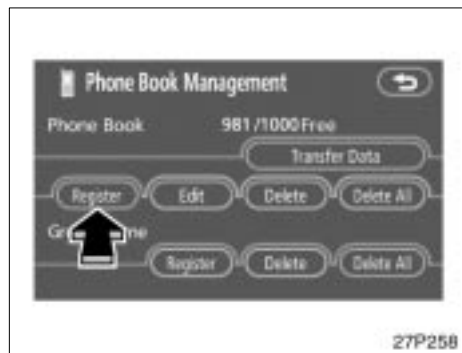 Phone Book Management
Phone Book 981/1000 Free
Transfer Data
Register Edit Delete Delete All
Register Delete Delete All
27P258